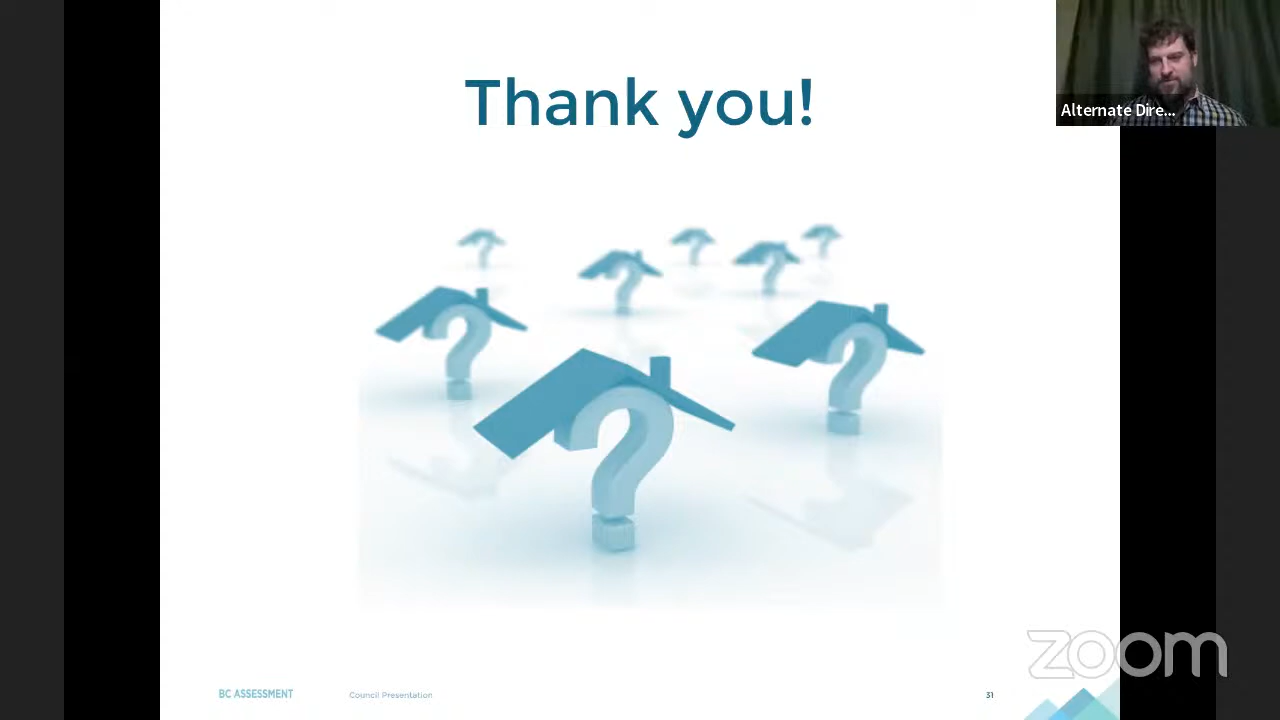 Thank you!
Alternate Dire...
zoom
BC ASSESSMENT
Council Presentation
31